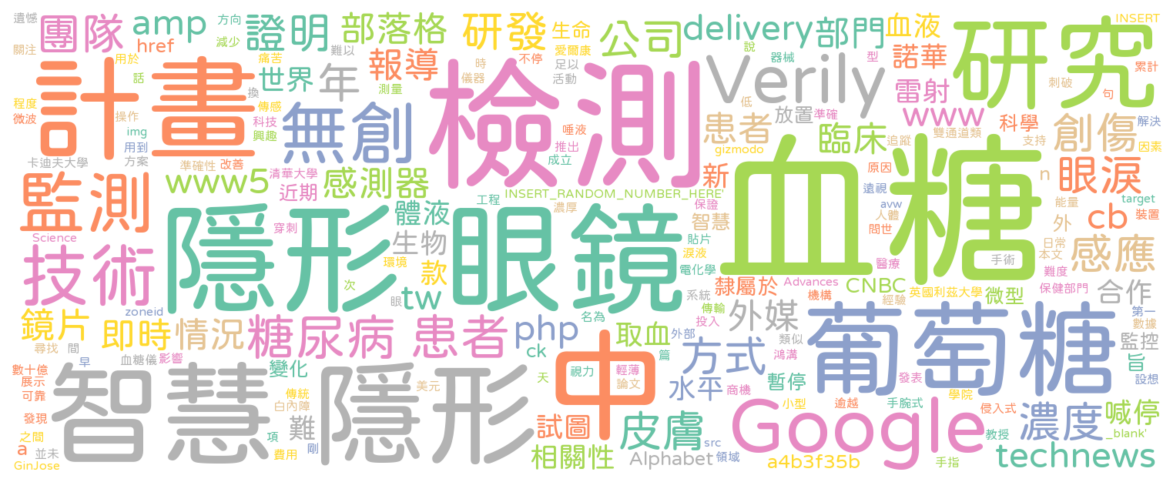 遺憾 團隊 amp 證明 部落格 研發 生命 公司 delivery 部門 血液 方向 INSERT
關注 用於 href 減少 痛苦 難以 不停 愛爾康 足以 說 器械 型 諾華 累計
計畫 話 世界 年 報導 時 儀器 活動 檢測 Verily 刺破 句 研究
程度 微波 傳感 換 測量 無創 科技 興趣 唾液 推出 放置 低 準確 雷射 www 科學 解決
操作 img 用到 方案 患者 臨床 追蹤 雙通道類 支持 創傷 因素
卡迪夫大學 準確性 改善 成立 gizmodo 新 原因 n 眼淚
監測 www5 清華大學 近期 感測器 INSERT_RANDOM_NUMBER_HERE 保證 遠視 能量 target
隱形眼鏡 體液 工程 濃厚 智慧 血糖 avw 人體 問世 外 cb 裝置
Science 穿刺 生物 貼片 淚液 手術 日常 本文 感應
技術 環境 款 電化學 隸屬於 醫療 難度
zoneid 次 眼 tw 系統 傳輸 CNBC Advances 機構 英國利茲大學 微型 保健部門 合作
鏡片 即時 情況 糖尿病 患者 php 名為 取血 外部 投入 外媒 經驗 葡萄糖 第一 數據
尋找 間 早 血糖儀 影響 變化 ck 篇 方式 類似 鴻溝 監控 旨
數十億 展示 可靠 智慧 隱形 中 天 視力 輕薄 論文 水平 暫停 發表 設想
美元 商機 學院
傳統 白內障 難 試圖 皮膚 Google 小型 逾越 手腕式 侵入式 濃度 喊停
發現 之間 a 並未 項 剛 相關性 src 教授 _blank'
GinJose 費用 Alphabet 領域 a4b3f35b 手指 technews